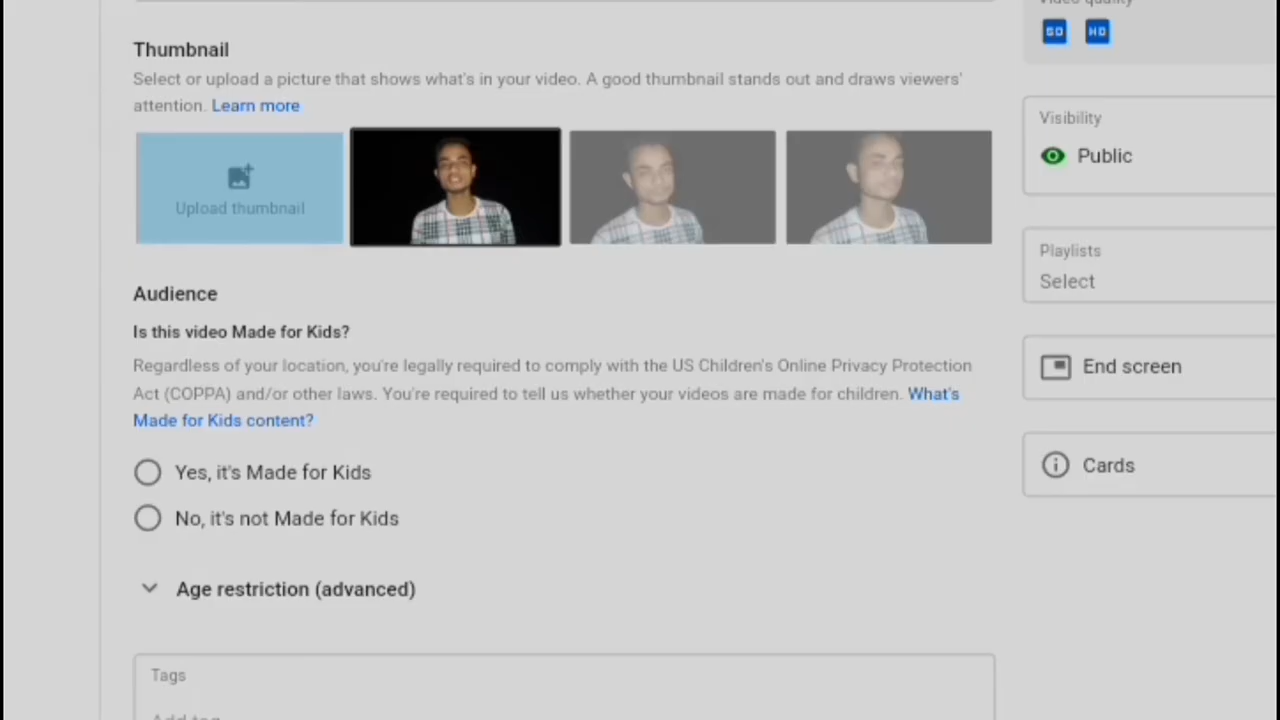 Video quality
Thumbnail
SD HD
Select or upload a picture that shows what's in your video. A good thumbnail stands out and draws viewers'
attention. Learn more
Visibility
Public
Upload thumbnail
Playlists
Select
Audience
Is this video Made for Kids?
Regardless of your location, you're legally required to comply with the US Children's Online Privacy Protection
Act (COPPA) and/or other laws. You're required to tell us whether your videos are made for children. What's
Made for Kids content?
End screen
Yes, it's Made for Kids
Cards
No, it's not Made for Kids
Age restriction (advanced)
Tags
Add tag